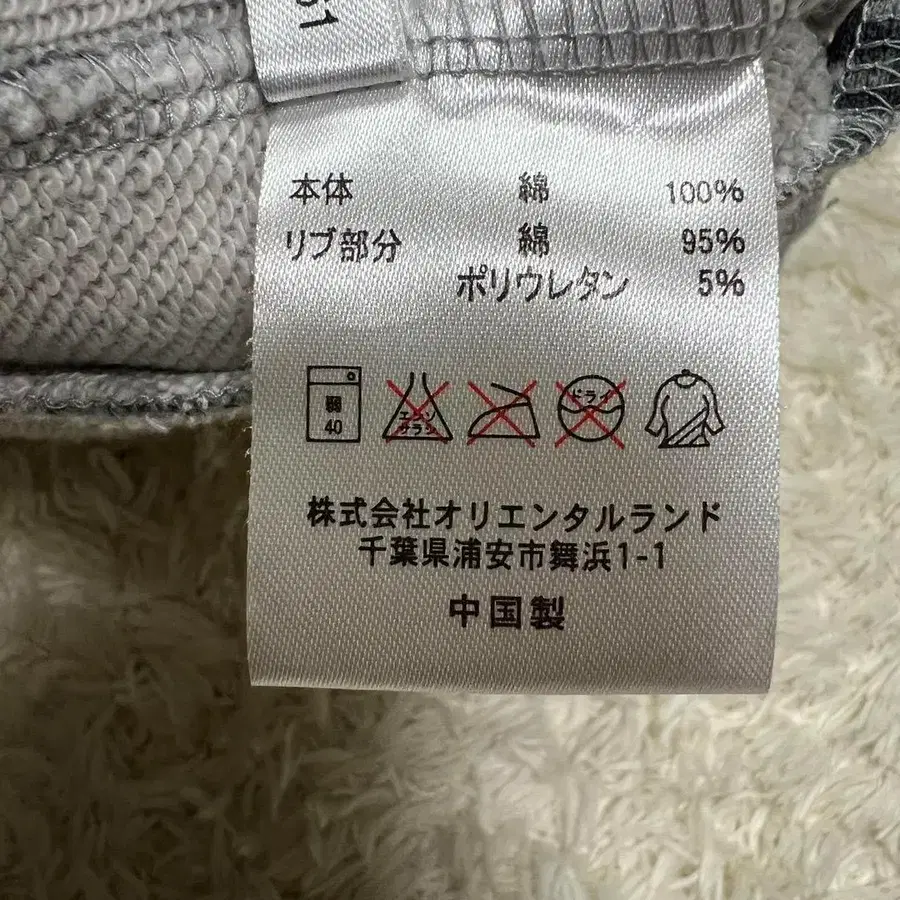 51
本体 綿 100%
リブ部分 綿 95%
ポリウレタン 5%
弱 40
エンソ サラシ
ドライ
株式会社オリエンタルランド
千葉県浦安市舞浜1-1
中国製